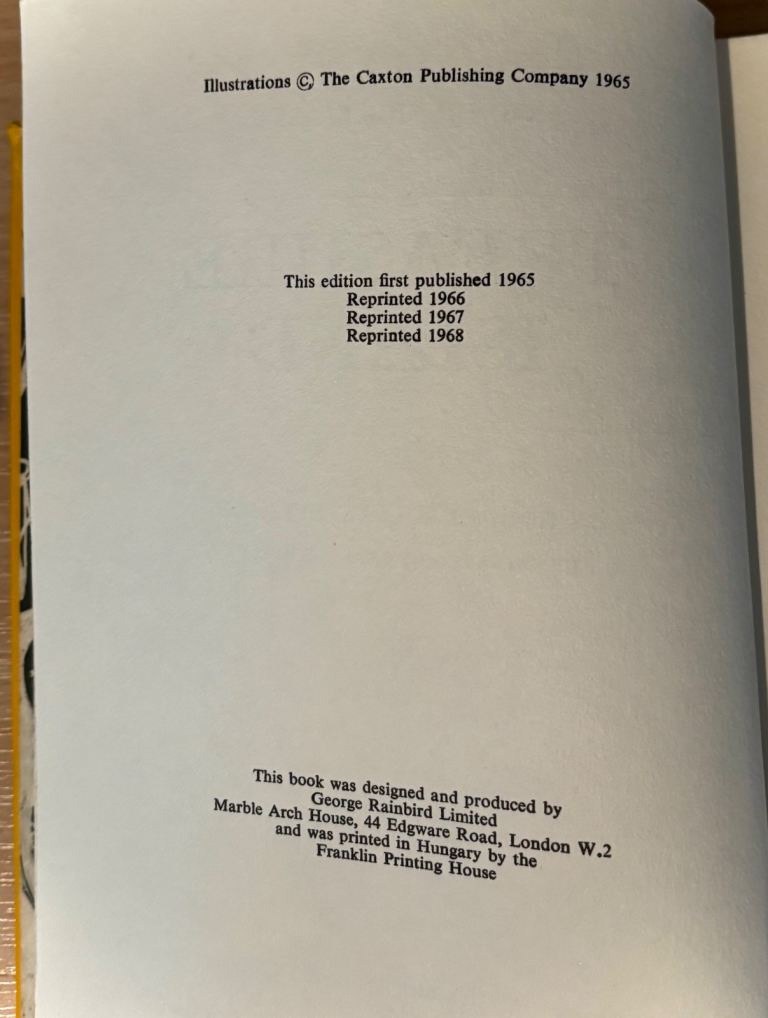 Illustrations © The Caxton Publishing Company 1965
This edition first published 1965
Reprinted 1966
Reprinted 1967
Reprinted 1968
This book was designed and produced by
George Rainbird Limited
Marble Arch House, 44 Edgware Road, London W.2
and was printed in Hungary by the
Franklin Printing House